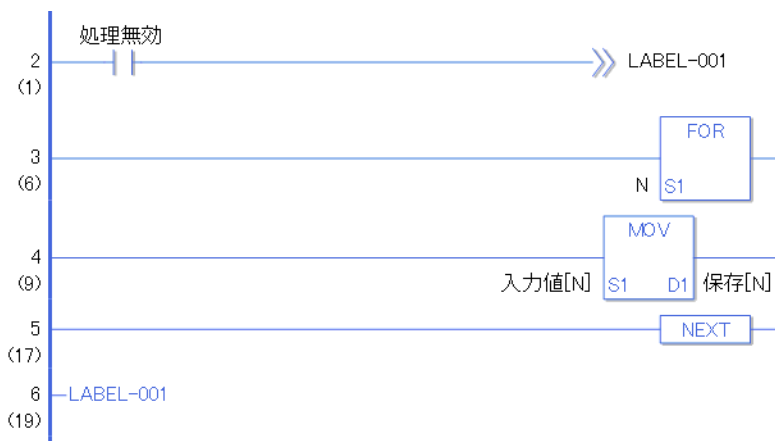 処理無効
2 LABEL-001
(1)
FOR
3
(6) N S1
MOV
4
(9) 入力値[N] S1 D1 保存[N]
5 NEXT
(17)
6 LABEL-001
(19)